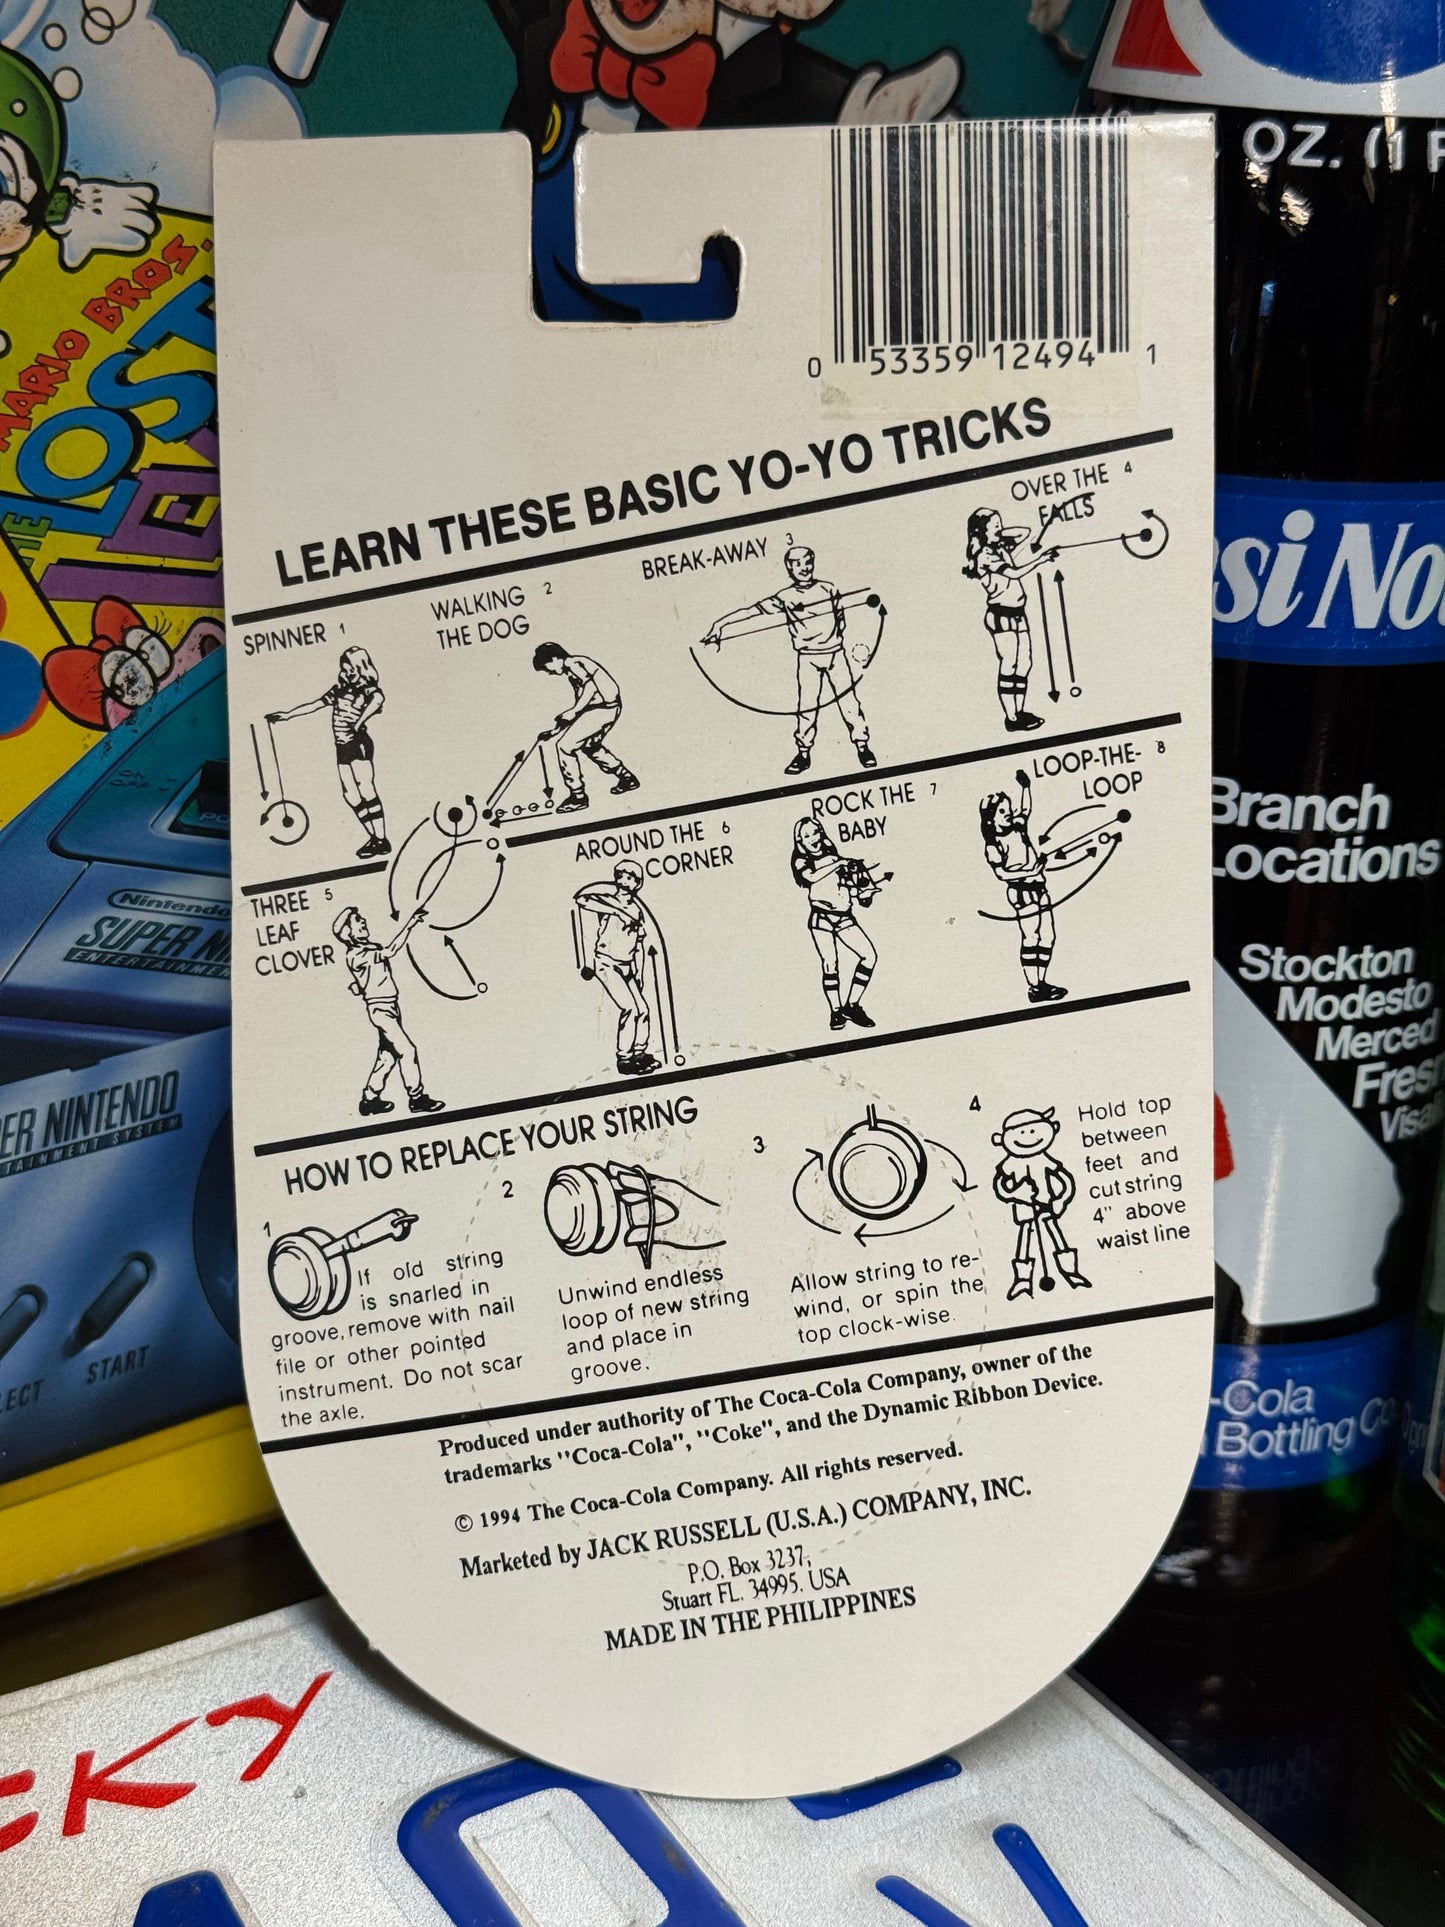 0 53359 12494 1
LEARN THESE BASIC YO-YO TRICKS
SPINNER 1
WALKING 2
THE DOG
BREAK-AWAY 3
OVER THE 4
FALLS
THREE 5
LEAF
CLOVER
AROUND THE 6
CORNER
ROCK THE 7
BABY
LOOP-THE- 8
LOOP
HOW TO REPLACE YOUR STRING
1
If old string
is snarled in
groove, remove with nail
file or other pointed
instrument. Do not scar
the axle.
2
Unwind endless
loop of new string
and place in
groove.
3
Allow string to re-
wind, or spin the
top clock-wise.
4
Hold top
between
feet and
cut string
4" above
waist line
Produced under authority of The Coca-Cola Company, owner of the
trademarks "Coca-Cola", "Coke", and the Dynamic Ribbon Device.
© 1994 The Coca-Cola Company. All rights reserved.
Marketed by JACK RUSSELL (U.S.A.) COMPANY, INC.
P.O. Box 3237,
Stuart FL. 34995. USA
MADE IN THE PHILIPPINES
MARIO BROS.
THE LOST
ON
OFF
Nintendo
SUPER
ER NINTENDO
START
OZ. (1
Branch
Locations
Stockton
Modesto
Merced
-Cola
Bottling